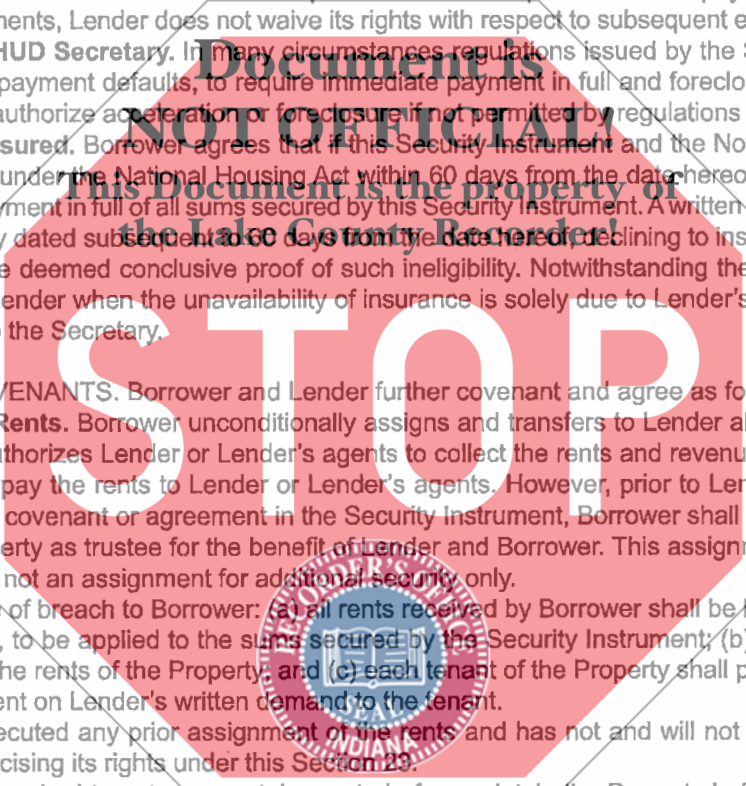 ments, Lender does not waive its rights with respect to subsequent e
HUD Secretary. In many circumstances regulations issued by the
Document is
payment defaults, to require immediate payment in full and foreclo
authorize acceleration or foreclosure if not permitted by regulations
NOT OFFICIAL!
sured. Borrower agrees that if this Security Instrument and the No
under the National Housing Act within 60 days from the date hereo
This Document is the property of
yment in full of all sums secured by this Security Instrument. A written
the Lake County Recorder!
y dated subsequent to 60 days from the date hereof, declining to ins
e deemed conclusive proof of such ineligibility. Notwithstanding the
ender when the unavailability of insurance is solely due to Lender's
the Secretary.
STOP
VENANTS. Borrower and Lender further covenant and agree as fo
Rents. Borrower unconditionally assigns and transfers to Lender al
uthorizes Lender or Lender's agents to collect the rents and revenu
pay the rents to Lender or Lender's agents. However, prior to Len
covenant or agreement in the Security Instrument, Borrower shall
erty as trustee for the benefit of Lender and Borrower. This assignm
not an assignment for additional security only.
e of breach to Borrower: (a) all rents received by Borrower shall be
, to be applied to the sums secured by the Security Instrument; (b)
he rents of the Property; and (c) each tenant of the Property shall p
ent on Lender's written demand to the tenant.
RECORDER'S OFFICE
SEAL
INDIANA
ecuted any prior assignment of the rents and has not and will not
cising its rights under this Section 23.